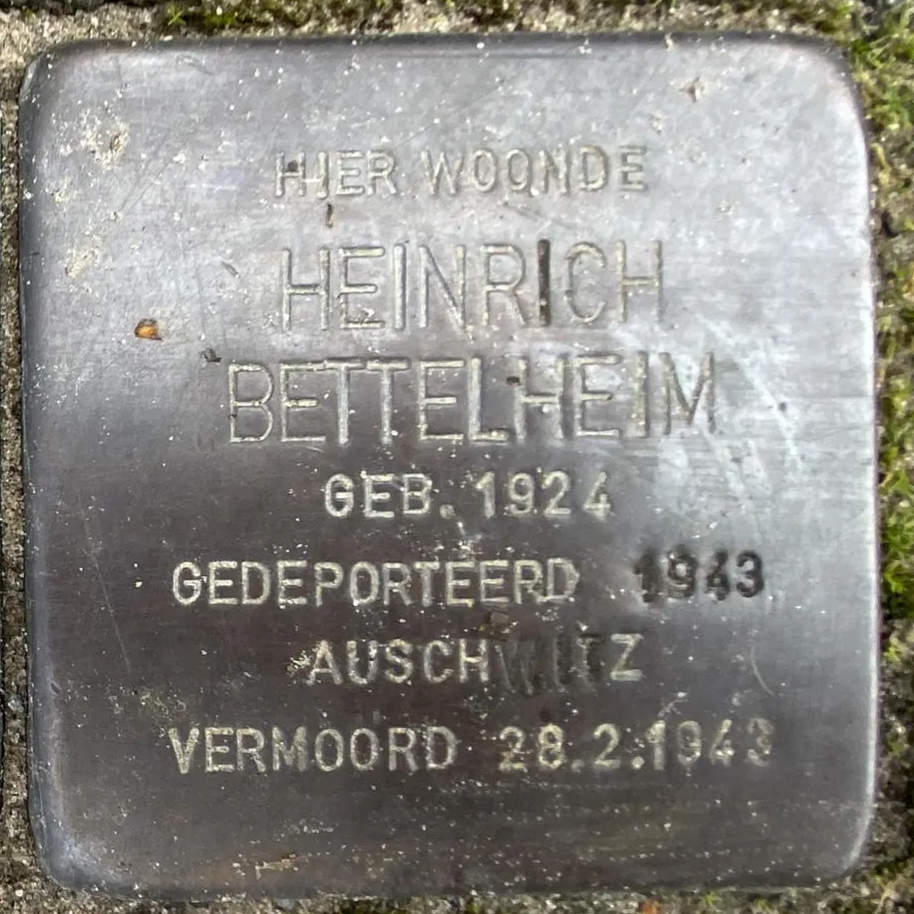 HIER WOONDE
HEINRICH
BETTELHEIM
GEB. 1924
GEDEPORTEERD 1943
AUSCHWITZ
VERMOORD 28.2.1943